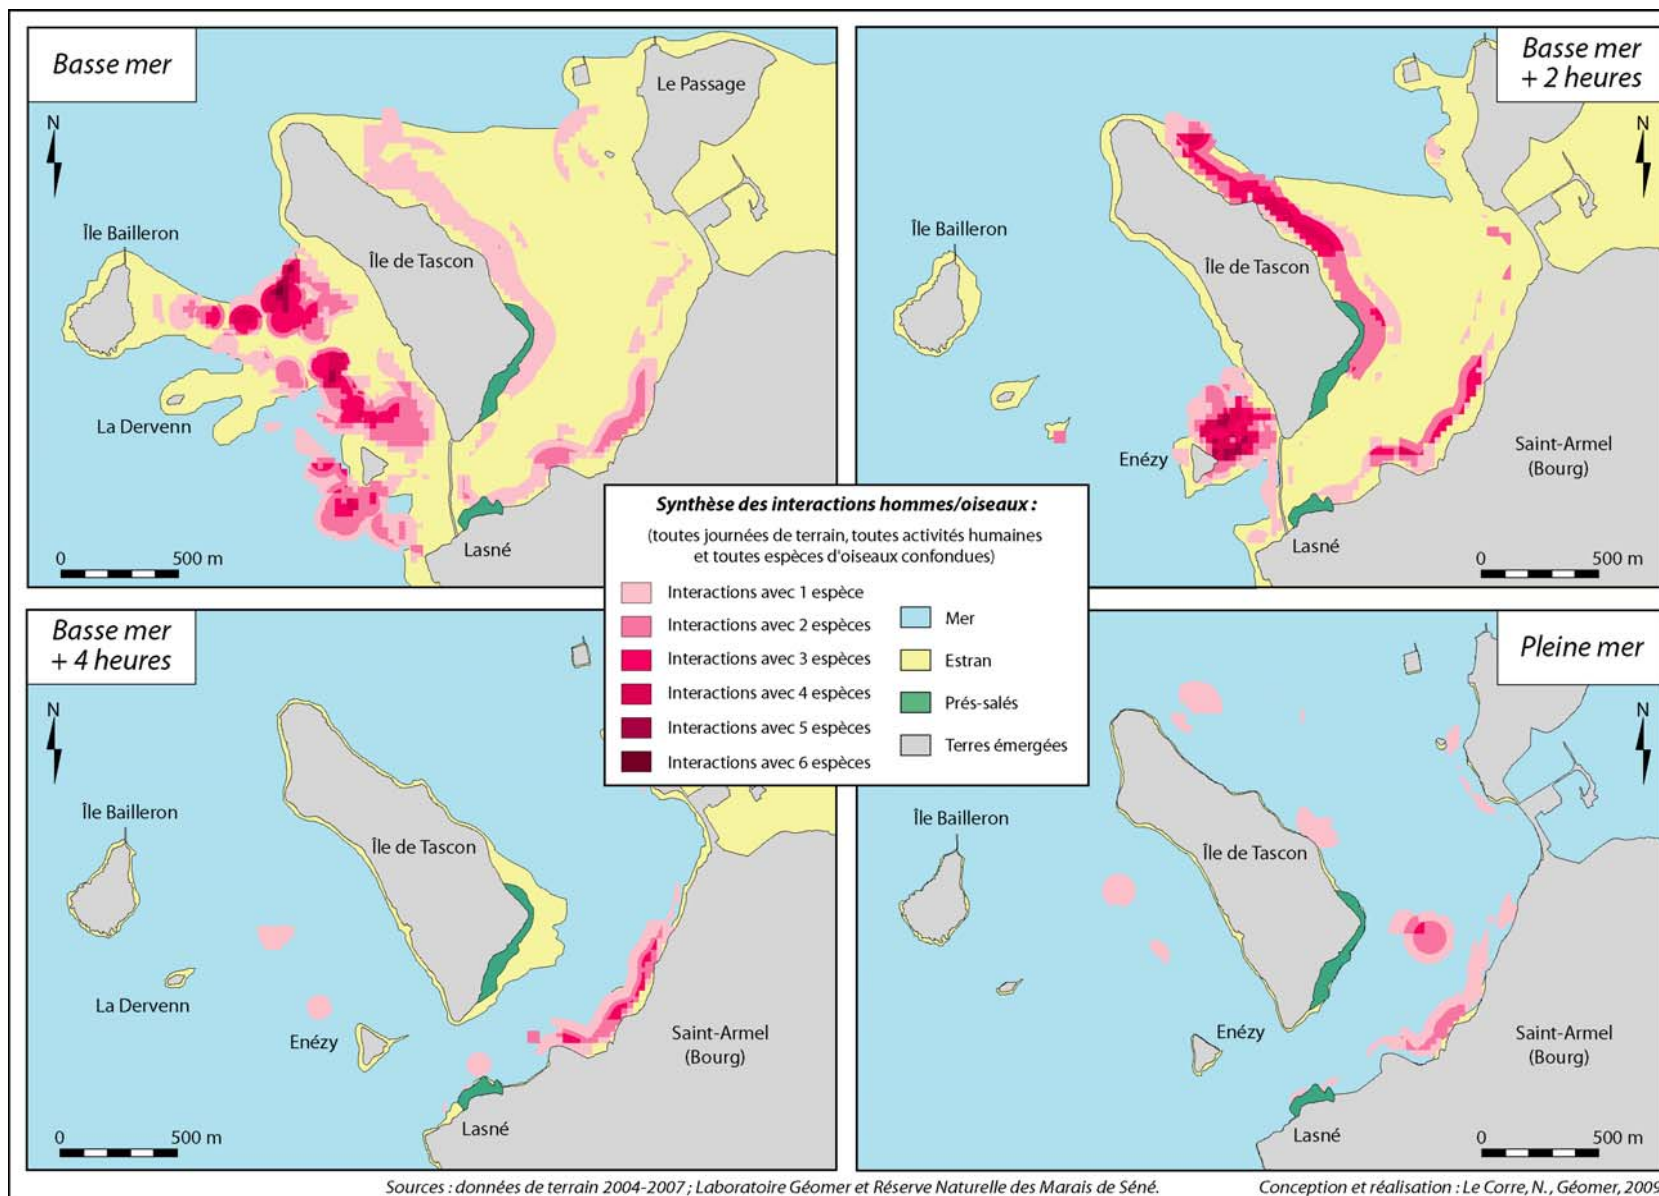 Basse mer
Le Passage
N
Île Bailleron
Île de Tascon
La Dervenn
Lasné
0 500 m
Basse mer
+ 2 heures
N
Île Bailleron
Île de Tascon
Enézy
Saint-Armel
(Bourg)
Lasné
0 500 m
Synthèse des interactions hommes/oiseaux :
(toutes journées de terrain, toutes activités humaines
et toutes espèces d'oiseaux confondues)
Interactions avec 1 espèce
Interactions avec 2 espèces
Interactions avec 3 espèces
Interactions avec 4 espèces
Interactions avec 5 espèces
Interactions avec 6 espèces
Mer
Estran
Prés-salés
Terres émergées
Basse mer
+ 4 heures
N
Île Bailleron
Île de Tascon
La Dervenn
Enézy
Saint-Armel
(Bourg)
Lasné
0 500 m
Pleine mer
N
Île Bailleron
Île de Tascon
Enézy
Saint-Armel
(Bourg)
Lasné
0 500 m
Sources : données de terrain 2004-2007 ; Laboratoire Géomer et Réserve Naturelle des Marais de Séné.
Conception et réalisation : Le Corre, N., Géomer, 2009